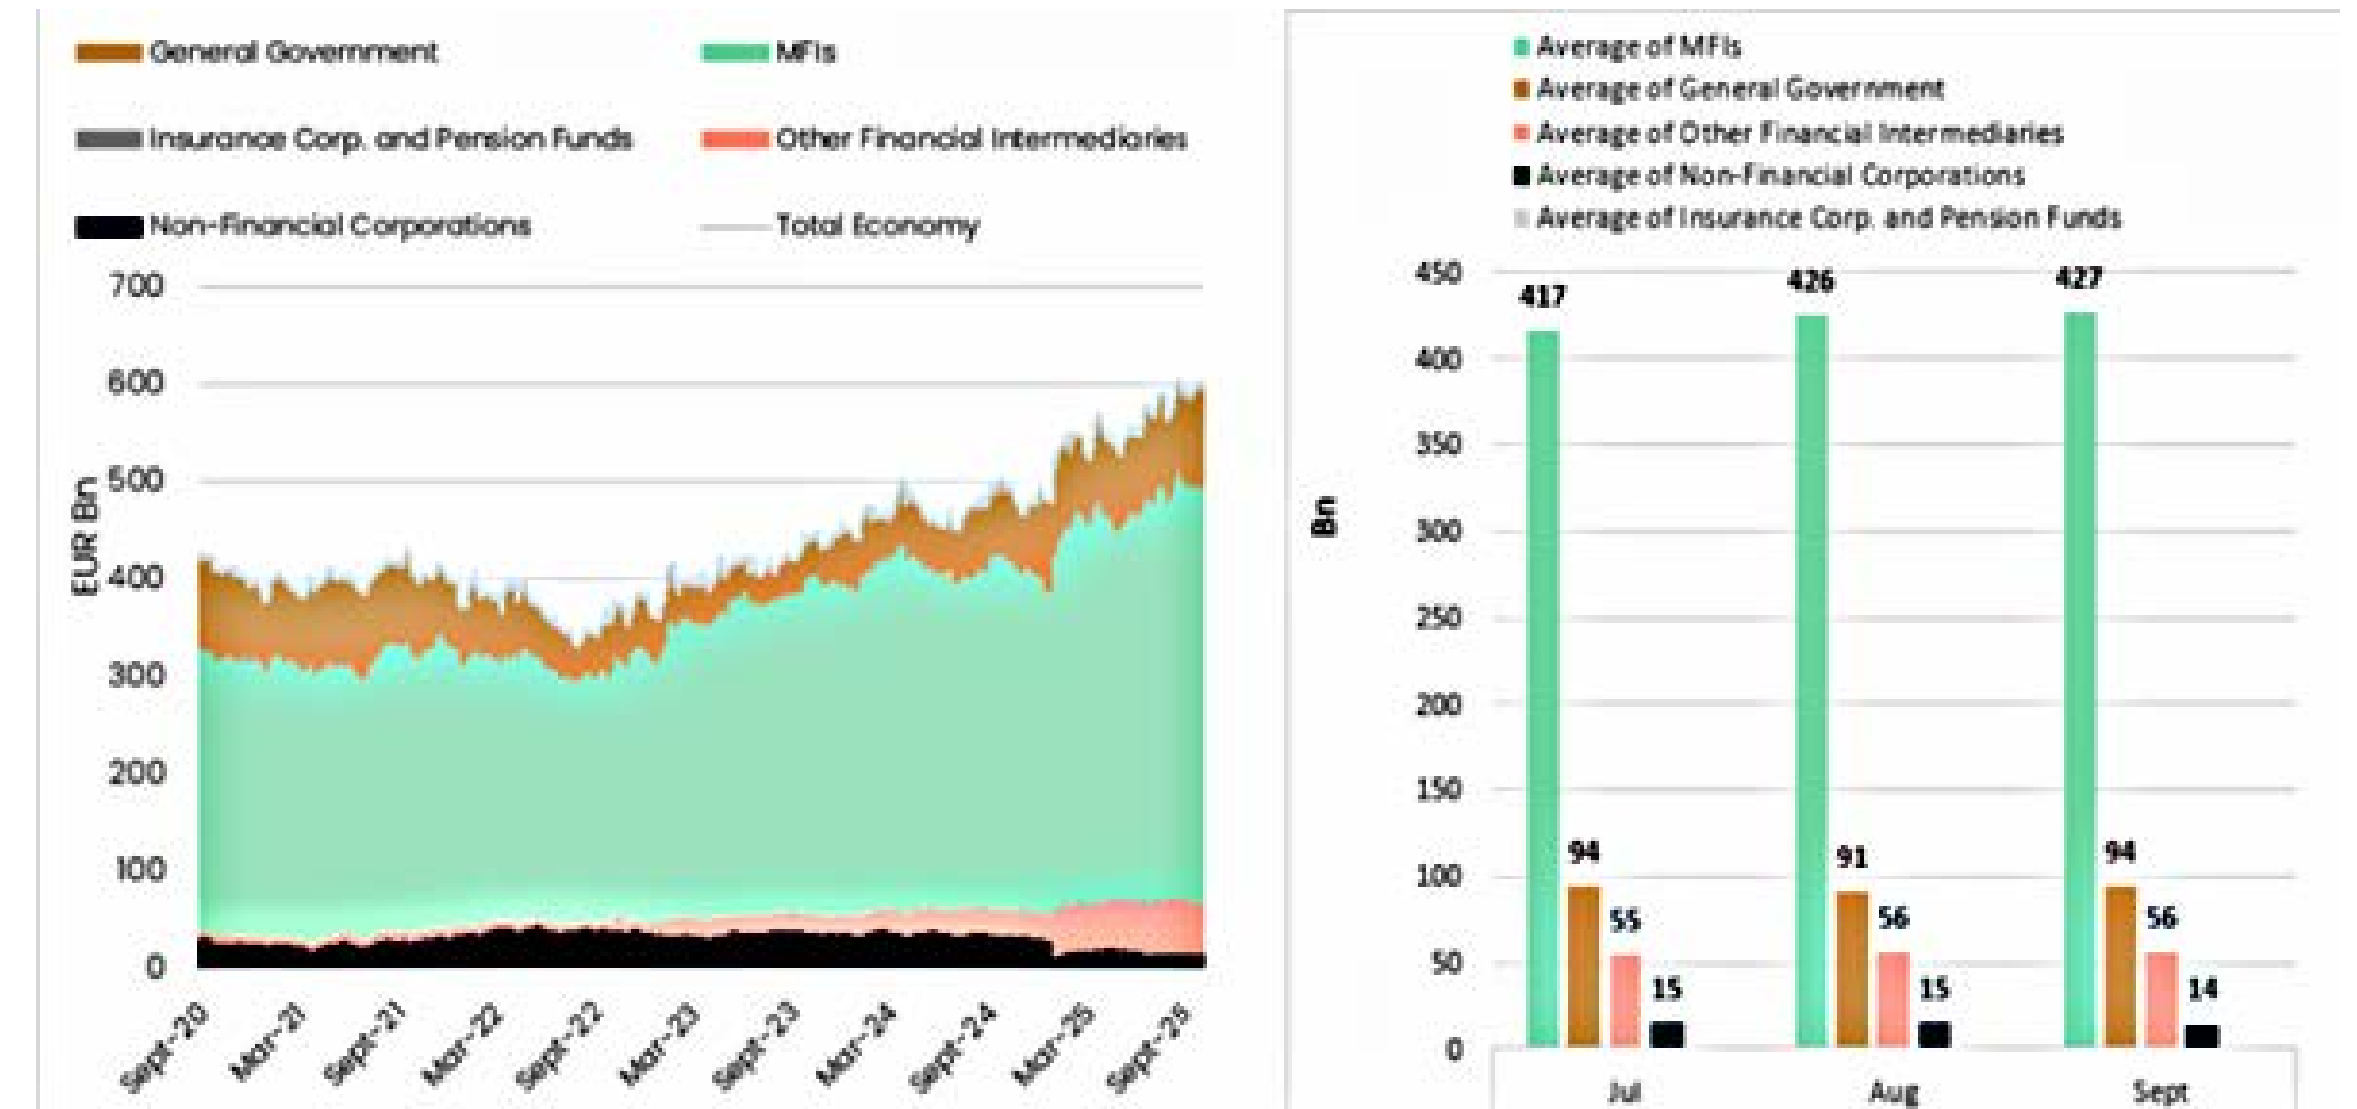 General Government
MFIs
Insurance Corp. and Pension Funds
Other Financial Intermediaries
Non-Financial Corporations
Total Economy
700
600
500
400
300
200
100
0
EUR Bn
Sept-20
Mar-21
Sept-21
Mar-22
Sept-22
Mar-23
Sept-23
Mar-24
Sept-24
Mar-25
Sept-25
Average of MFIs
Average of General Government
Average of Other Financial Intermediaries
Average of Non-Financial Corporations
Average of Insurance Corp. and Pension Funds
450
400
350
300
250
200
150
100
50
0
Bn
417
94
55
15
426
91
56
15
427
94
56
14
Jul
Aug
Sept